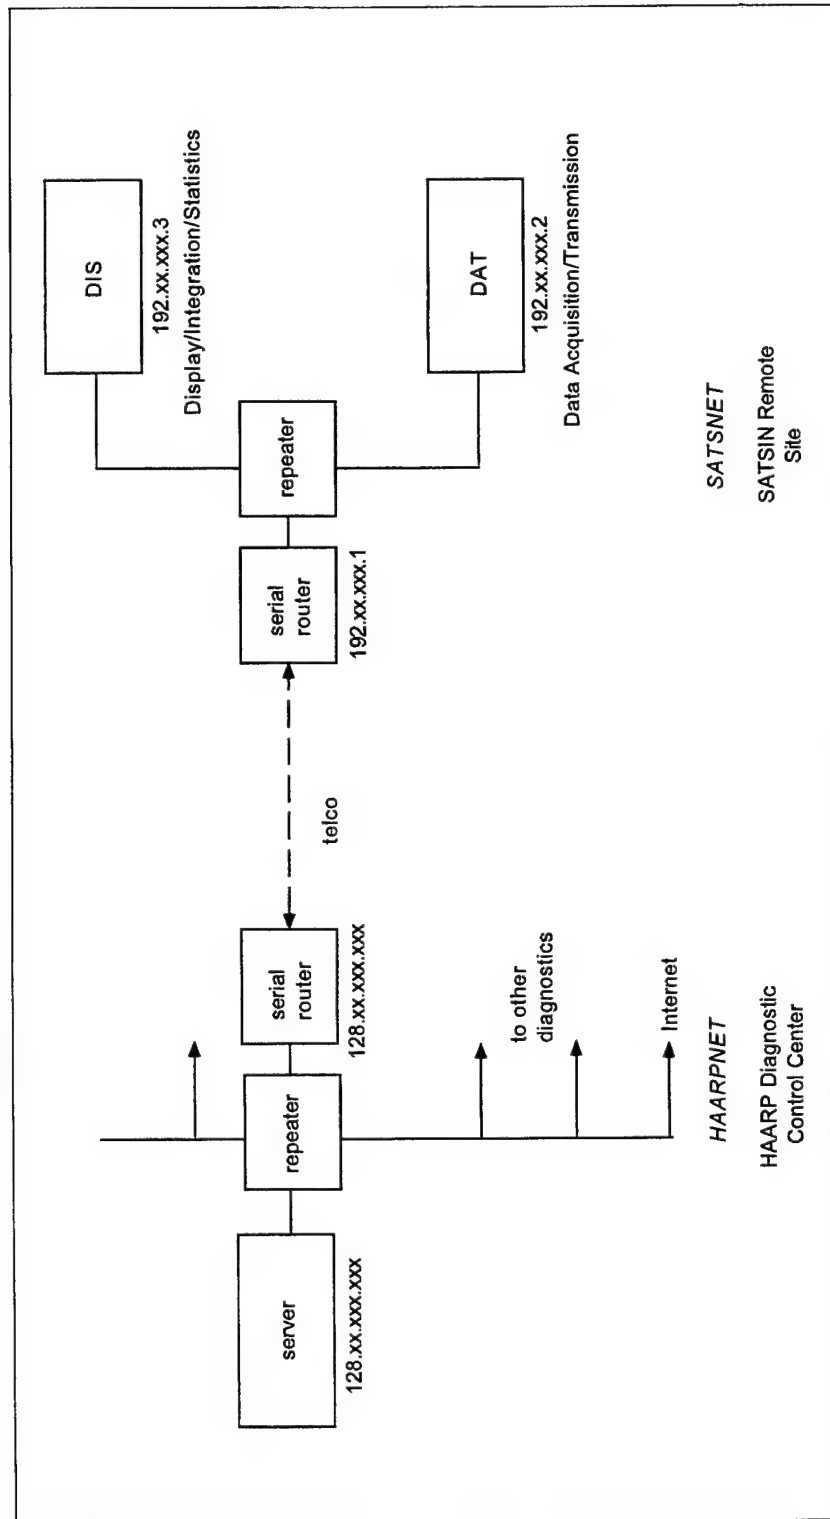 server
128.xx.xxx.xxx
repeater
serial
router
128.xx.xxx.xxx
to other
diagnostics
Internet
HAARPNET
HAARP Diagnostic
Control Center
telco
serial
router
192.xx.xxx.1
repeater
DIS
192.xx.xxx.3
Display/Integration/Statistics
DAT
192.xx.xxx.2
Data Acquisition/Transmission
SATSNET
SATSIN Remote
Site